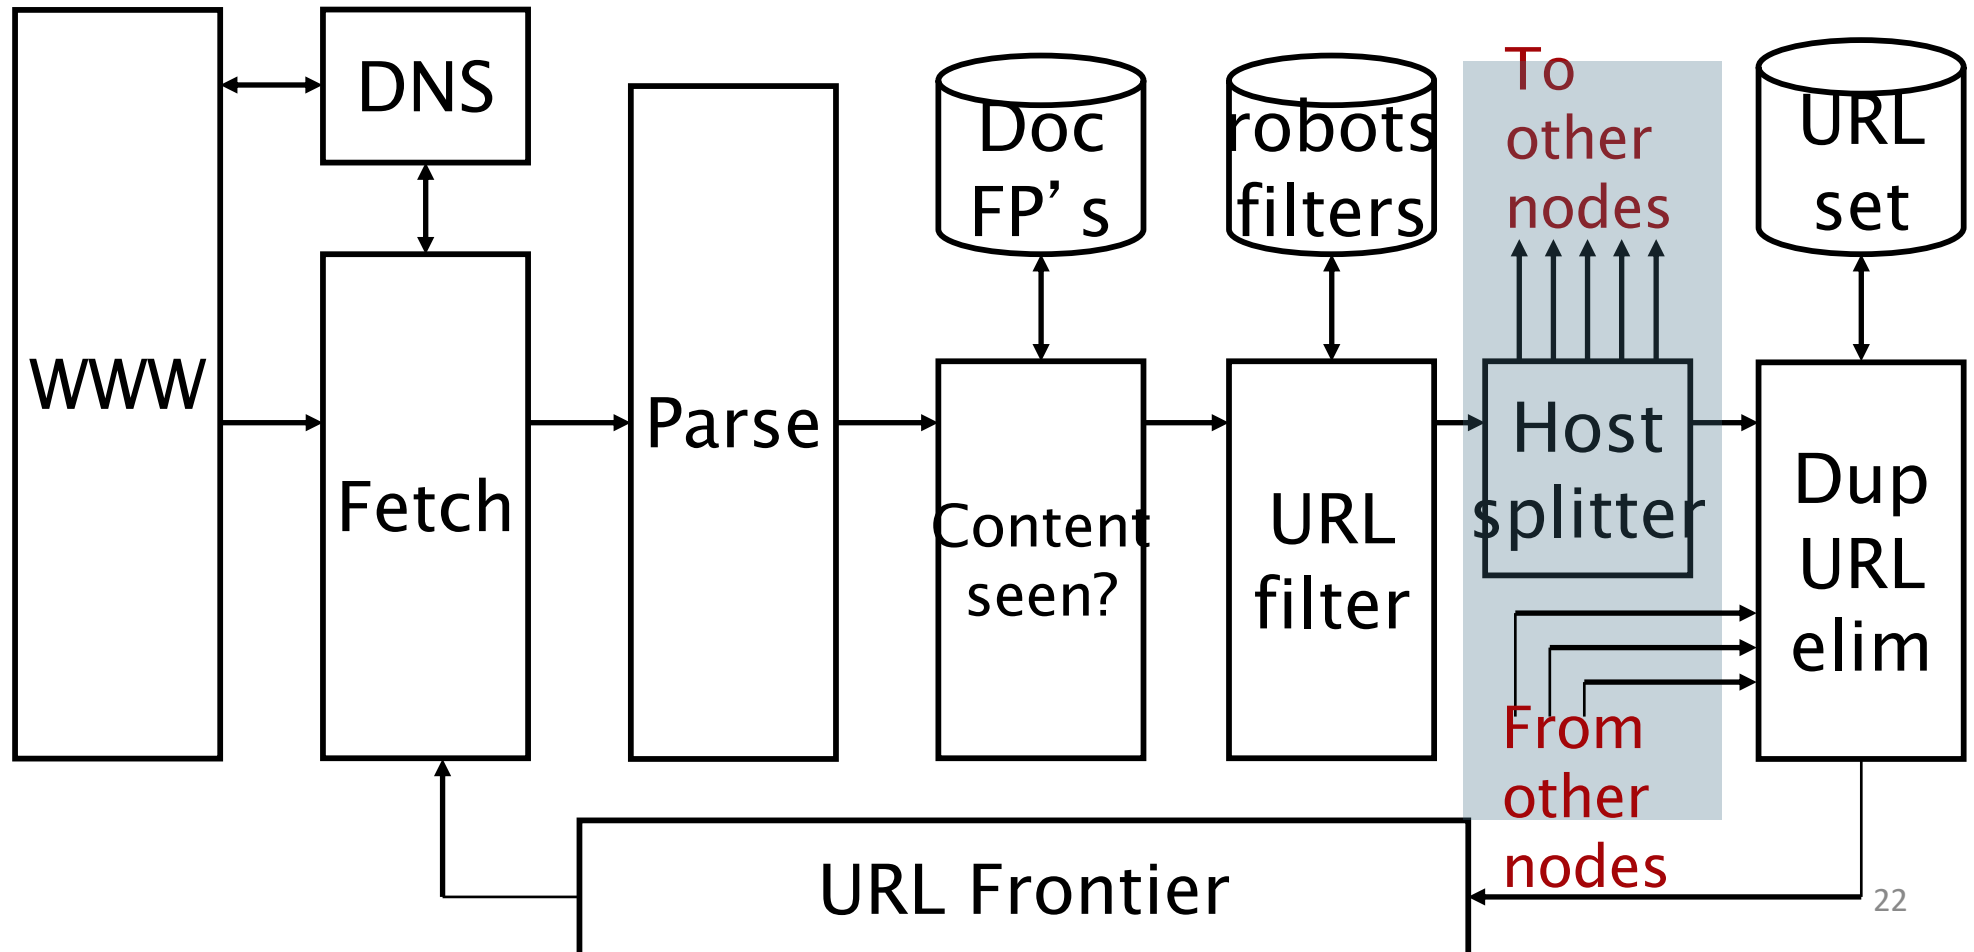 WWW
DNS
Fetch
Parse
Doc
FP’ s
Content
seen?
robots
filters
URL
filter
To
other
nodes
Host
splitter
From
other
nodes
URL
set
Dup
URL
elim
URL Frontier
22